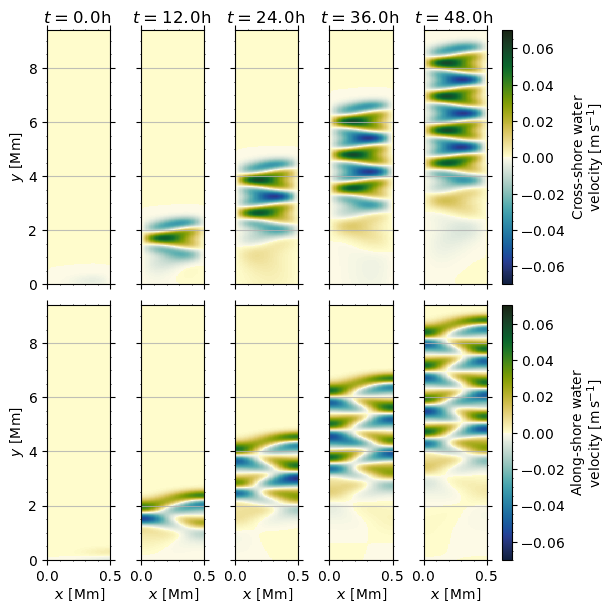 t = 0.0h t = 12.0h t = 24.0h t = 36.0h t = 48.0h
8
6
4
2
0
y [Mm]
0.06
0.04
0.02
0.00
−0.02
−0.04
−0.06
Cross-shore water
velocity [m s⁻¹]
8
6
4
2
0
y [Mm]
0.0 0.5 0.0 0.5 0.0 0.5 0.0 0.5 0.0 0.5
x [Mm] x [Mm] x [Mm] x [Mm] x [Mm]
0.06
0.04
0.02
0.00
−0.02
−0.04
−0.06
Along-shore water
velocity [m s⁻¹]